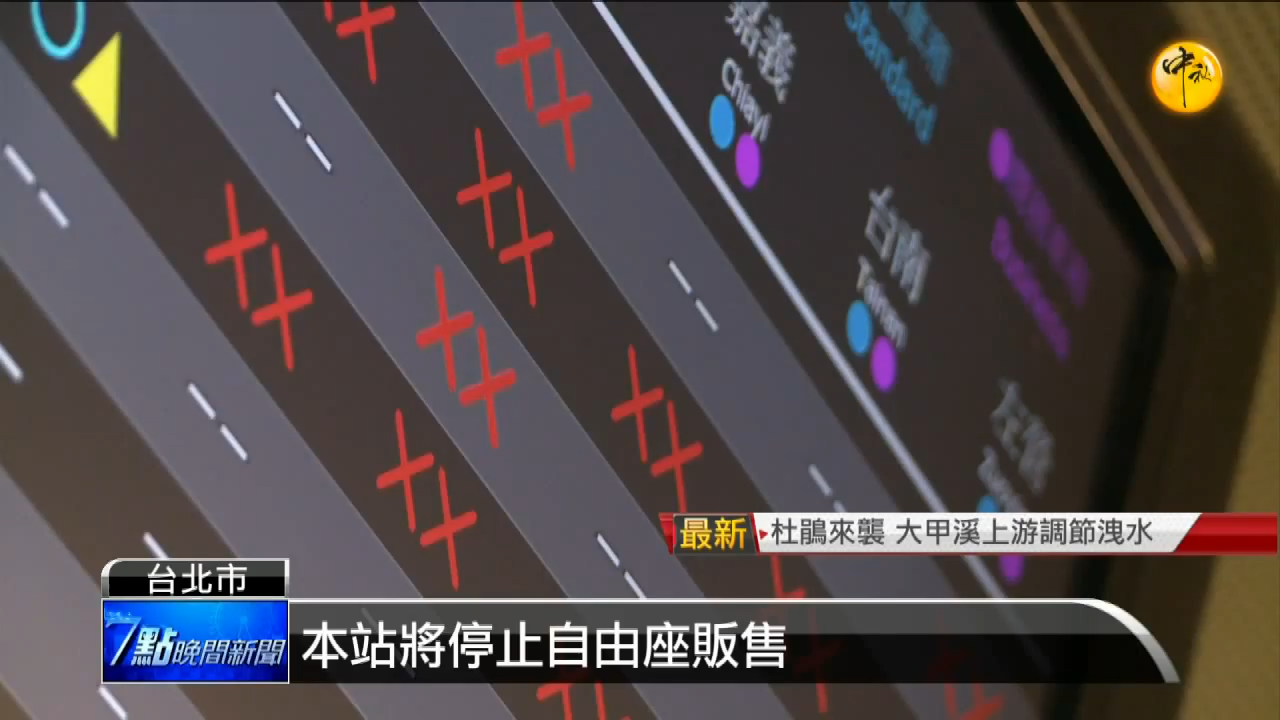 嘉義
Chiayi
Standard
台南
Tainan
中秋
最新
杜鵑來襲 大甲溪上游調節洩水
台北市
7點晚間新聞
本站將停止自由座販售